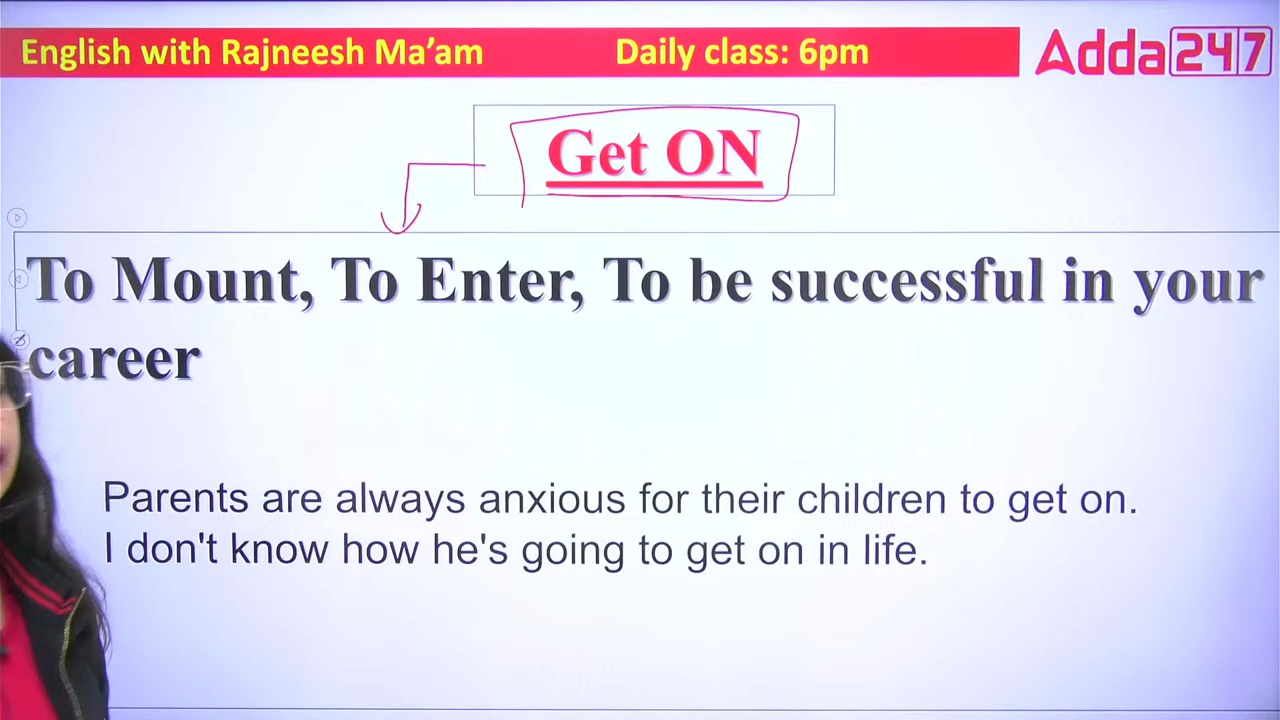 English with Rajneesh Ma’am Daily class: 6pm Adda247
Get ON
To Mount, To Enter, To be successful in your
career
Parents are always anxious for their children to get on.
I don't know how he's going to get on in life.